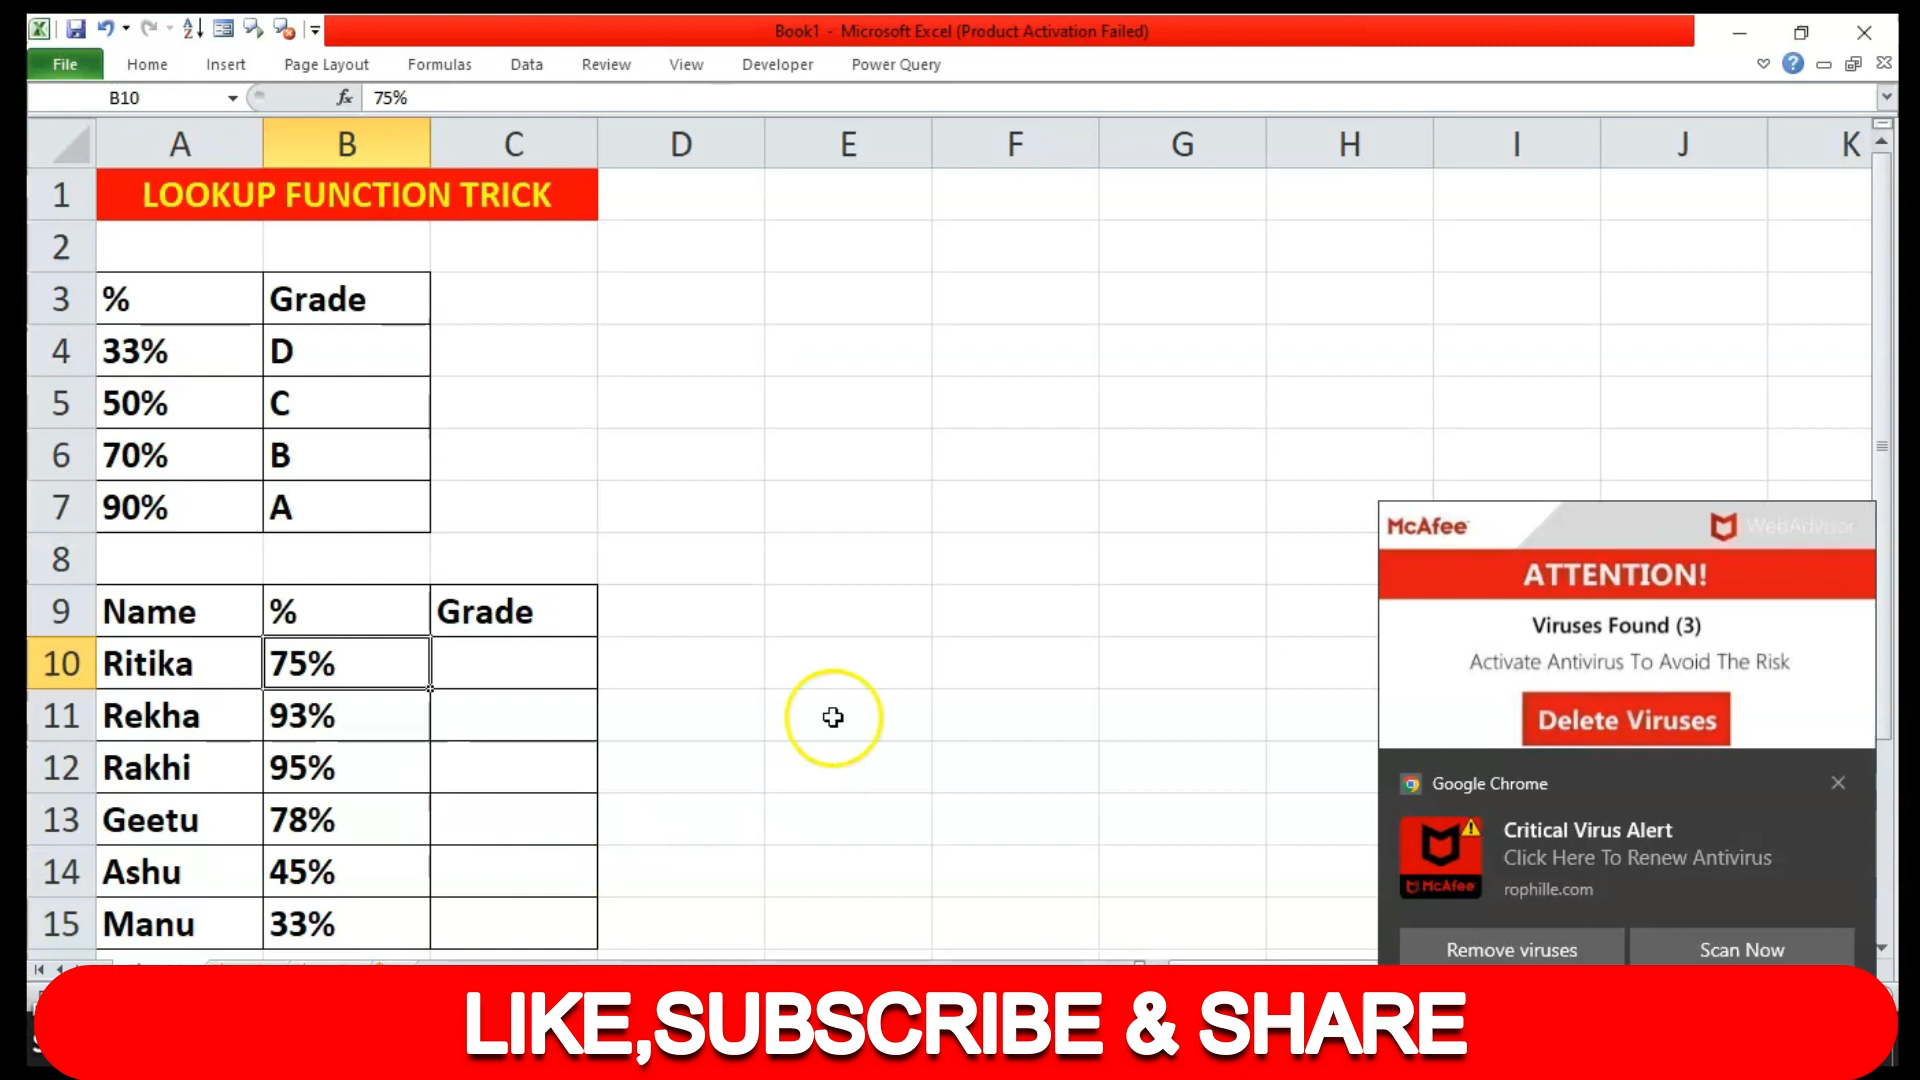 Book1 - Microsoft Excel (Product Activation Failed)
File Home Insert Page Layout Formulas Data Review View Developer Power Query
B10 fx 75%
A B C D E F G H I J K
1 LOOKUP FUNCTION TRICK
2
3 % Grade
4 33% D
5 50% C
6 70% B
7 90% A
8
9 Name % Grade
10 Ritika 75%
11 Rekha 93%
12 Rakhi 95%
13 Geetu 78%
14 Ashu 45%
15 Manu 33%
McAfee WebAdvisor
ATTENTION!
Viruses Found (3)
Activate Antivirus To Avoid The Risk
Delete Viruses
Google Chrome
Critical Virus Alert
Click Here To Renew Antivirus
McAfee
rophille.com
Remove viruses Scan Now
LIKE,SUBSCRIBE & SHARE